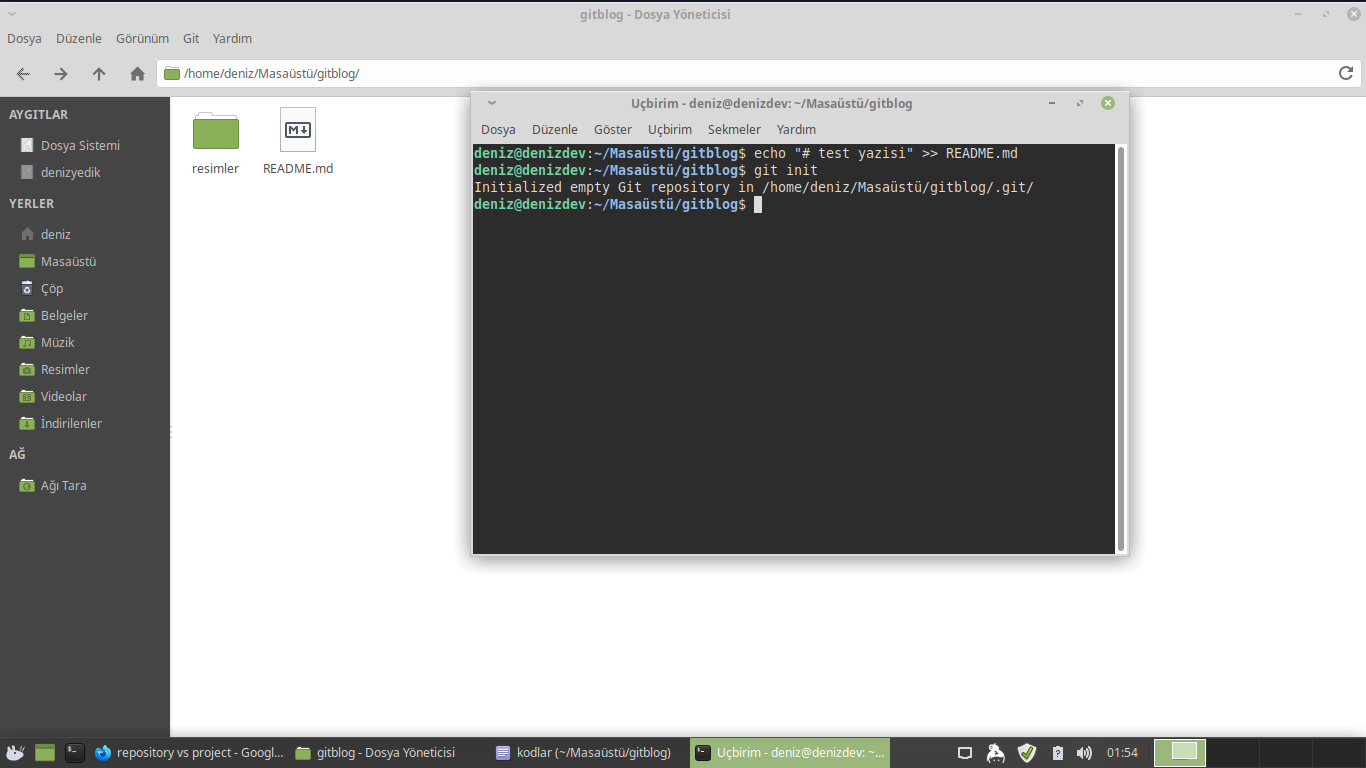 gitblog - Dosya Yöneticisi
Dosya Düzenle Görünüm Git Yardım
/home/deniz/Masaüstü/gitblog/
AYGITLAR
Dosya Sistemi
denizyedik
YERLER
deniz
Masaüstü
Çöp
Belgeler
Müzik
Resimler
Videolar
İndirilenler
AĞ
Ağı Tara
resimler
README.md
Uçbirim - deniz@denizdev: ~/Masaüstü/gitblog
Dosya Düzenle Göster Uçbirim Sekmeler Yardım
deniz@denizdev:~/Masaüstü/gitblog$ echo "# test yazisi" >> README.md
deniz@denizdev:~/Masaüstü/gitblog$ git init
Initialized empty Git repository in /home/deniz/Masaüstü/gitblog/.git/
deniz@denizdev:~/Masaüstü/gitblog$
repository vs project - Googl...
gitblog - Dosya Yöneticisi
kodlar (~/Masaüstü/gitblog)
Uçbirim - deniz@denizdev: ~...
01:54